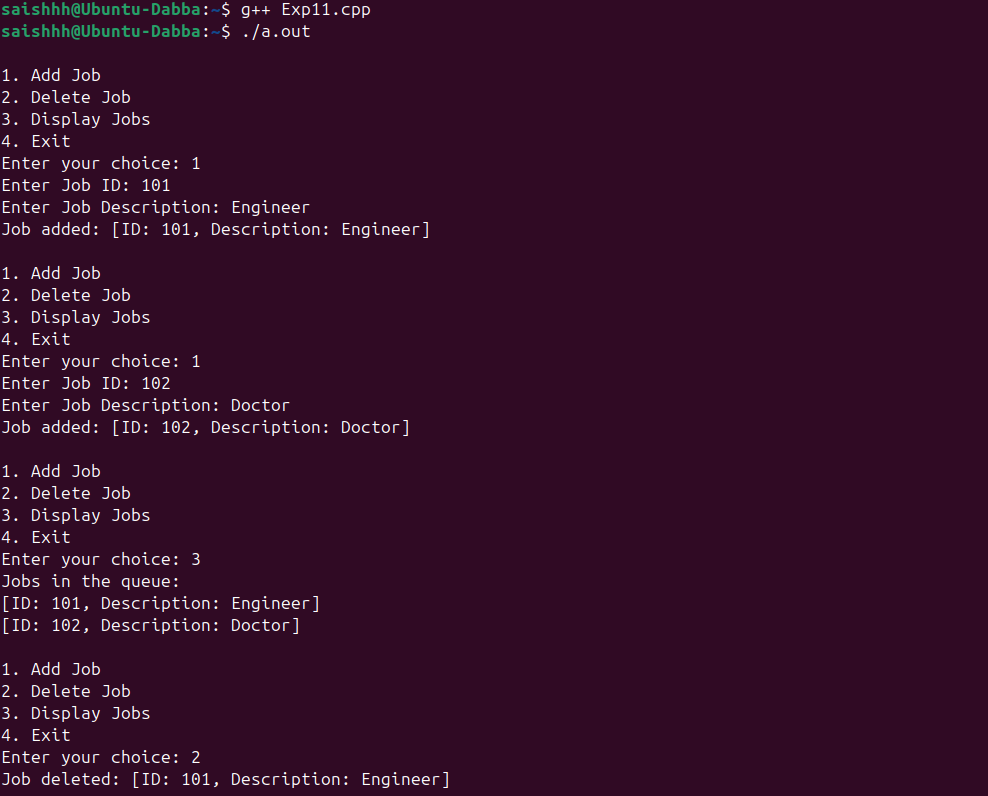 saishhh@Ubuntu-Dabba:~$ g++ Exp11.cpp
saishhh@Ubuntu-Dabba:~$ ./a.out

1. Add Job
2. Delete Job
3. Display Jobs
4. Exit
Enter your choice: 1
Enter Job ID: 101
Enter Job Description: Engineer
Job added: [ID: 101, Description: Engineer]

1. Add Job
2. Delete Job
3. Display Jobs
4. Exit
Enter your choice: 1
Enter Job ID: 102
Enter Job Description: Doctor
Job added: [ID: 102, Description: Doctor]

1. Add Job
2. Delete Job
3. Display Jobs
4. Exit
Enter your choice: 3
Jobs in the queue:
[ID: 101, Description: Engineer]
[ID: 102, Description: Doctor]

1. Add Job
2. Delete Job
3. Display Jobs
4. Exit
Enter your choice: 2
Job deleted: [ID: 101, Description: Engineer]